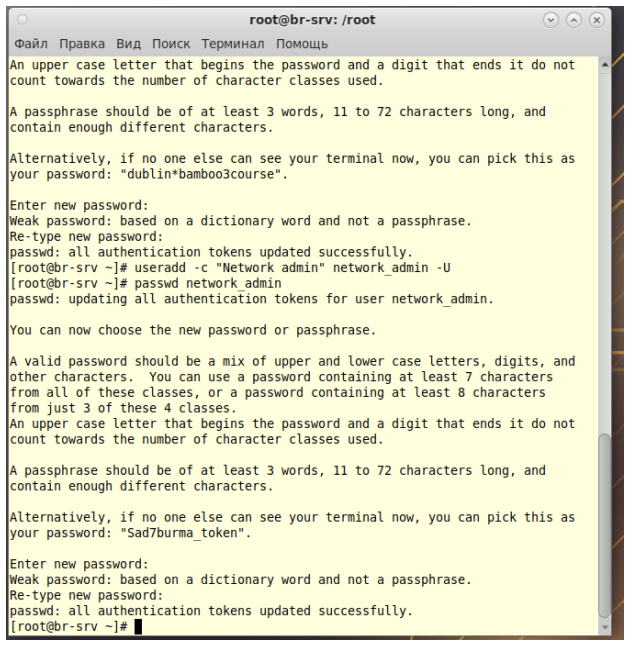 root@br-srv: /root
Файл Правка Вид Поиск Терминал Помощь
An upper case letter that begins the password and a digit that ends it do not
count towards the number of character classes used.
A passphrase should be of at least 3 words, 11 to 72 characters long, and
contain enough different characters.
Alternatively, if no one else can see your terminal now, you can pick this as
your password: "dublin*bamboo3course".
Enter new password:
Weak password: based on a dictionary word and not a passphrase.
Re-type new password:
passwd: all authentication tokens updated successfully.
[root@br-srv ~]# useradd -c "Network admin" network_admin -U
[root@br-srv ~]# passwd network_admin
passwd: updating all authentication tokens for user network_admin.
You can now choose the new password or passphrase.
A valid password should be a mix of upper and lower case letters, digits, and
other characters.  You can use a password containing at least 7 characters
from all of these classes, or a password containing at least 8 characters
from just 3 of these 4 classes.
An upper case letter that begins the password and a digit that ends it do not
count towards the number of character classes used.
A passphrase should be of at least 3 words, 11 to 72 characters long, and
contain enough different characters.
Alternatively, if no one else can see your terminal now, you can pick this as
your password: "Sad7burma_token".
Enter new password:
Weak password: based on a dictionary word and not a passphrase.
Re-type new password:
passwd: all authentication tokens updated successfully.
[root@br-srv ~]#